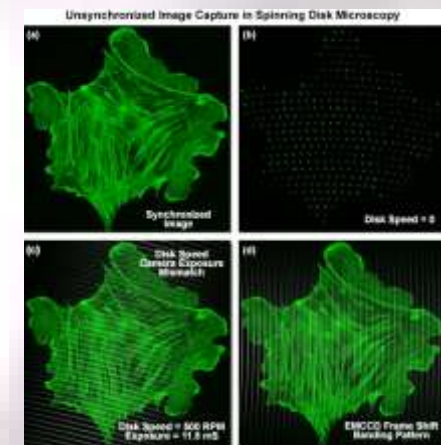 Unsynchronized Image Capture in Spinning Disk Microscopy
(a)
(b)
Synchronized
Image
Disk Speed = 0
(c)
Disk Speed
Camera Exposure
Mismatch
(d)
Disk Speed = 500 RPM
Exposure = 11.8 mS
EMCCD Frame Shift
Banding Pattern